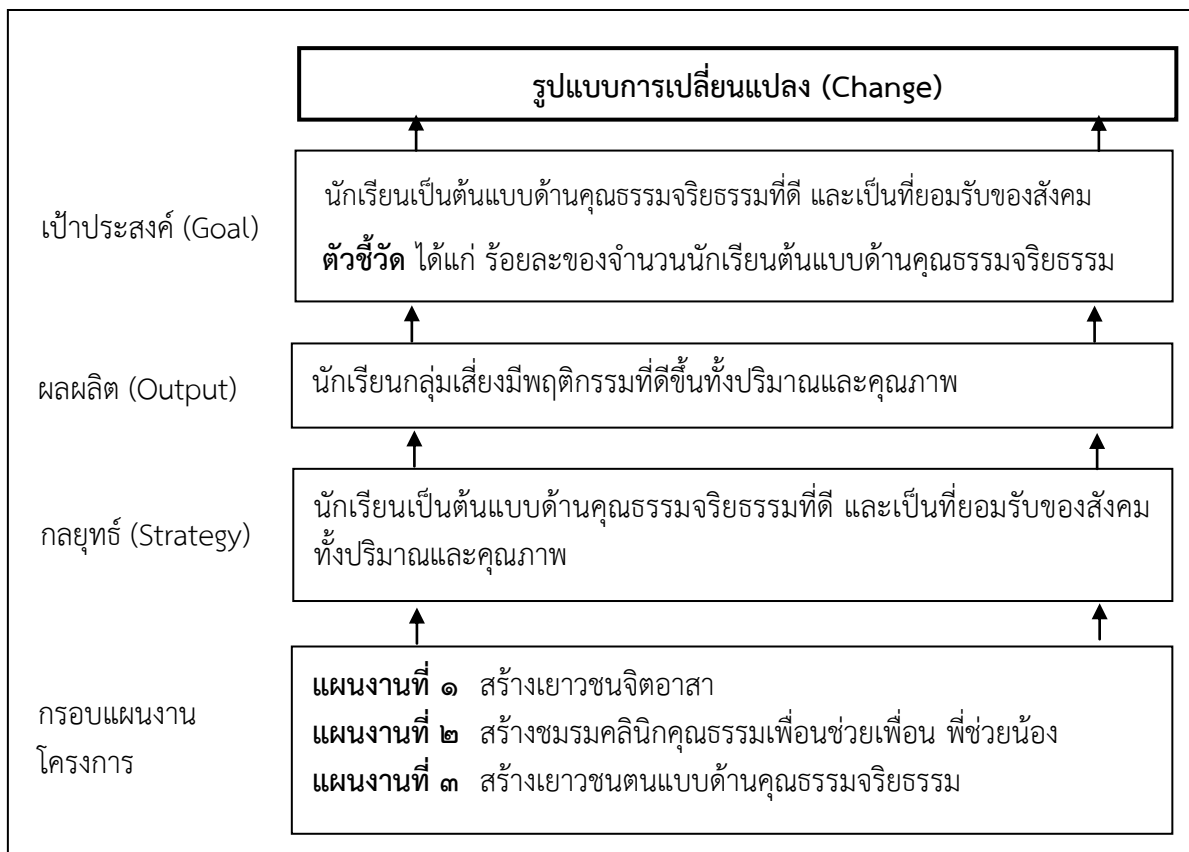 รูปแบบการเปลี่ยนแปลง (Change)
เป้าประสงค์ (Goal)
นักเรียนเป็นต้นแบบด้านคุณธรรมจริยธรรมที่ดี และเป็นที่ยอมรับของสังคม
ตัวชี้วัด ได้แก่ ร้อยละของจำนวนนักเรียนต้นแบบด้านคุณธรรมจริยธรรม
ผลผลิต (Output)
นักเรียนกลุ่มเสี่ยงมีพฤติกรรมที่ดีขึ้นทั้งปริมาณและคุณภาพ
กลยุทธ์ (Strategy)
นักเรียนเป็นต้นแบบด้านคุณธรรมจริยธรรมที่ดี และเป็นที่ยอมรับของสังคม
ทั้งปริมาณและคุณภาพ
กรอบแผนงาน
โครงการ
แผนงานที่ ๑ สร้างเยาวชนจิตอาสา
แผนงานที่ ๒ สร้างชมรมคลินิกคุณธรรมเพื่อนช่วยเพื่อน พี่ช่วยน้อง
แผนงานที่ ๓ สร้างเยาวชนตนแบบด้านคุณธรรมจริยธรรม